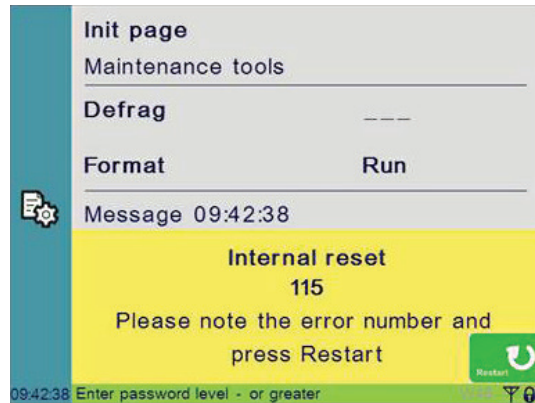 Init page
Maintenance tools
Defrag ___
Format Run
Message 09:42:38
Internal reset
115
Please note the error number and
press Restart
Restart
09:42:38 Enter password level - or greater